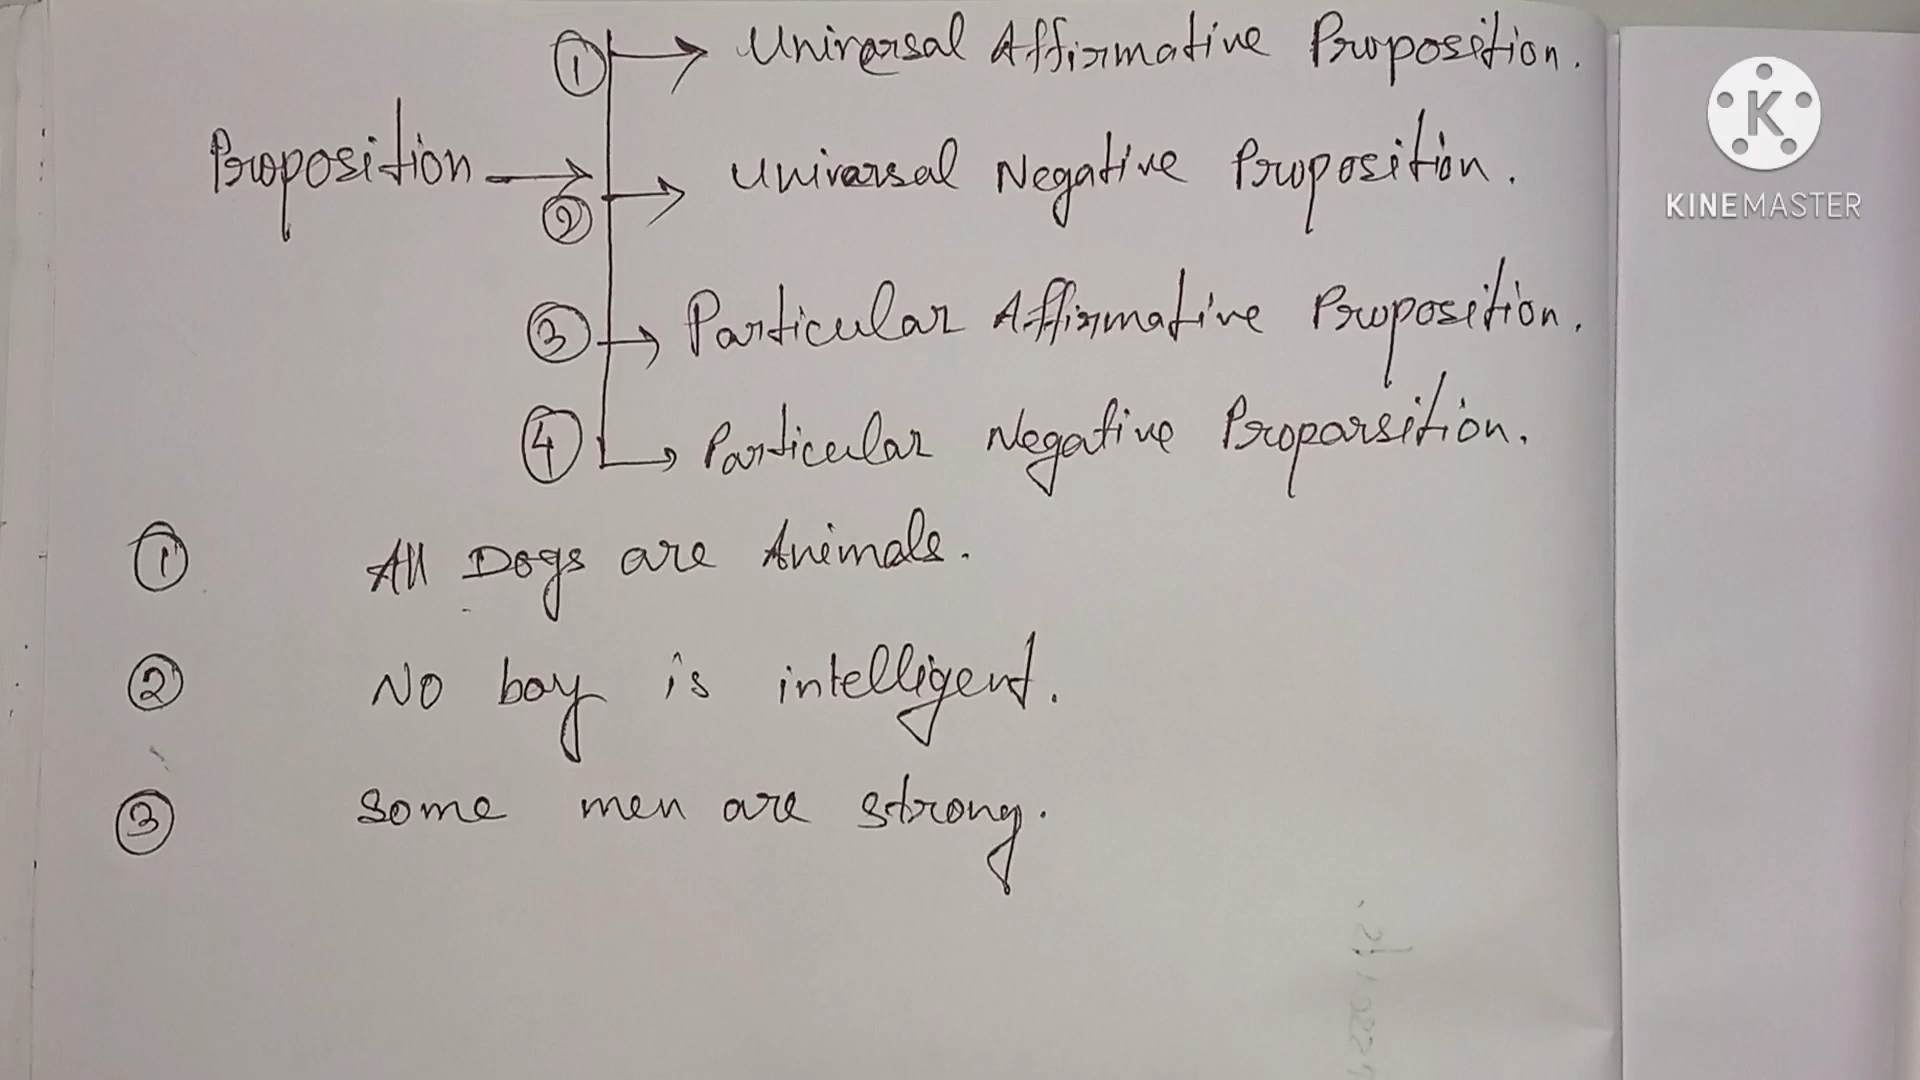 ① → Universal Affirmative Proposition.
Proposition → ② → Universal Negative Proposition.
③ → Particular Affirmative Proposition.
④ → Particular Negative Proparsition.
① All Dogs are Animals.
② No boy is intelligent.
③ Some men are strong.
K
KINEMASTER